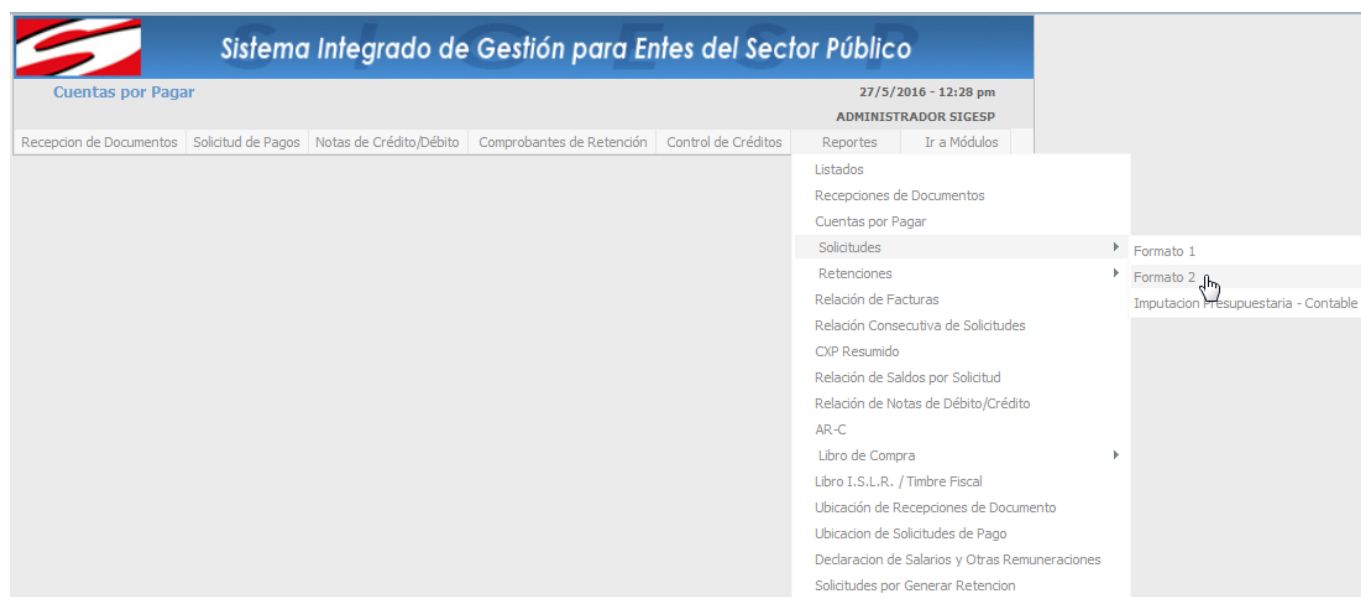 S I G E S P
Sistema Integrado de Gestión para Entes del Sector Público
Cuentas por Pagar
27/5/2016 - 12:28 pm
ADMINISTRADOR SIGESP
Recepcion de Documentos Solicitud de Pagos Notas de Crédito/Débito Comprobantes de Retención Control de Créditos Reportes Ir a Módulos
Listados
Recepciones de Documentos
Cuentas por Pagar
Solicitudes
Formato 1
Retenciones
Formato 2
Relación de Facturas
Imputacion Presupuestaria - Contable
Relación Consecutiva de Solicitudes
CXP Resumido
Relación de Saldos por Solicitud
Relación de Notas de Débito/Crédito
AR-C
Libro de Compra
Libro I.S.L.R. / Timbre Fiscal
Ubicación de Recepciones de Documento
Ubicacion de Solicitudes de Pago
Declaracion de Salarios y Otras Remuneraciones
Solicitudes por Generar Retencion